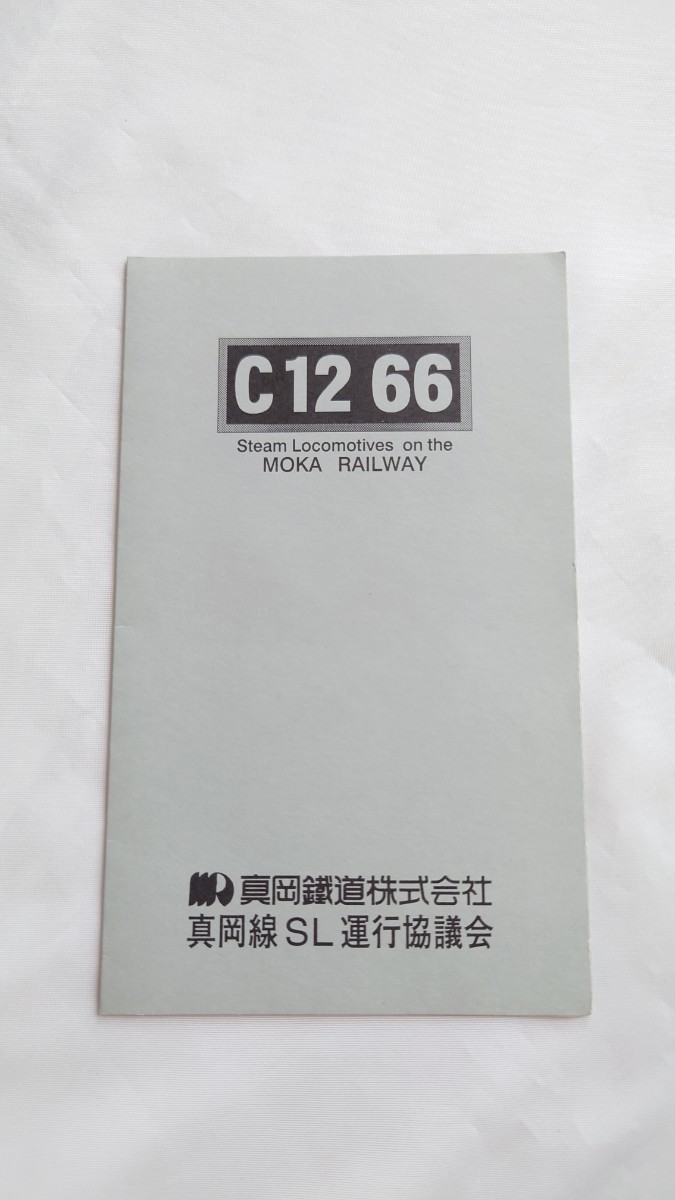 C12 66
Steam Locomotives on the
MOKA RAILWAY
真岡鐵道株式会社
真岡線SL運行協議会